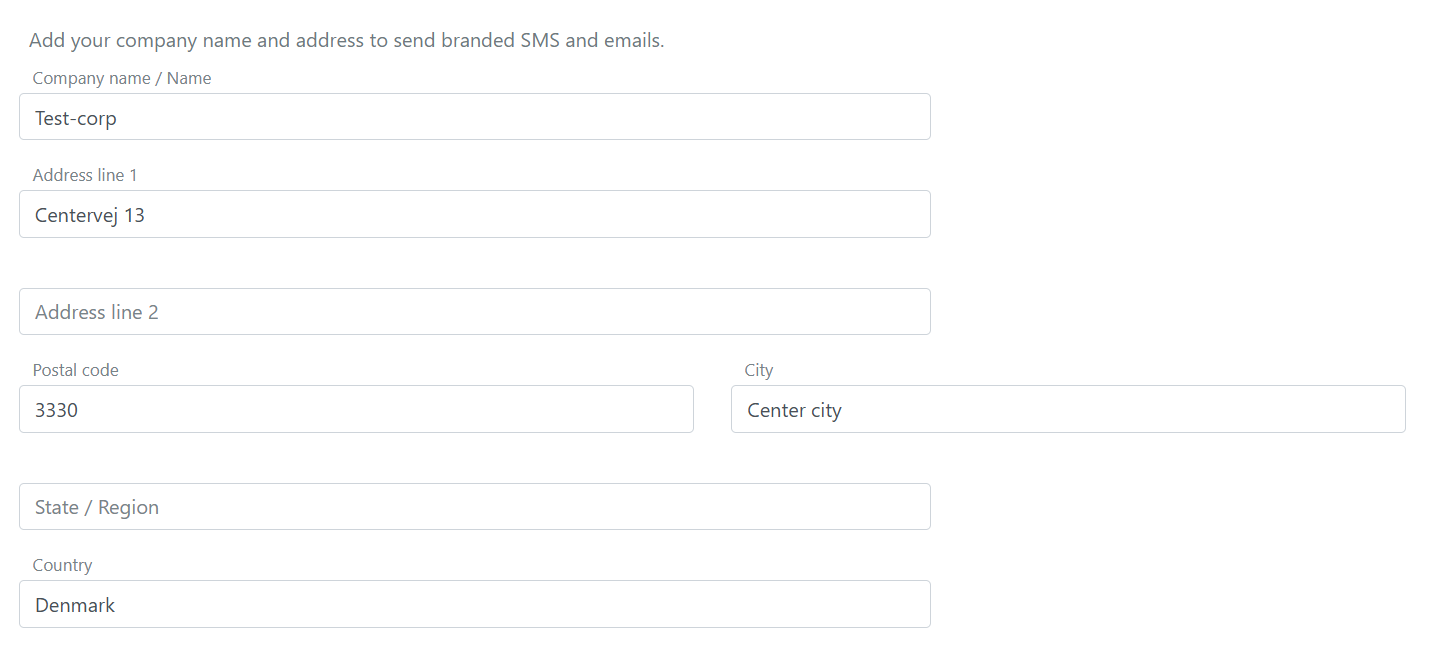 Add your company name and address to send branded SMS and emails.
Company name / Name
Test-corp
Address line 1
Centervej 13
Address line 2
Postal code
3330
City
Center city
State / Region
Country
Denmark